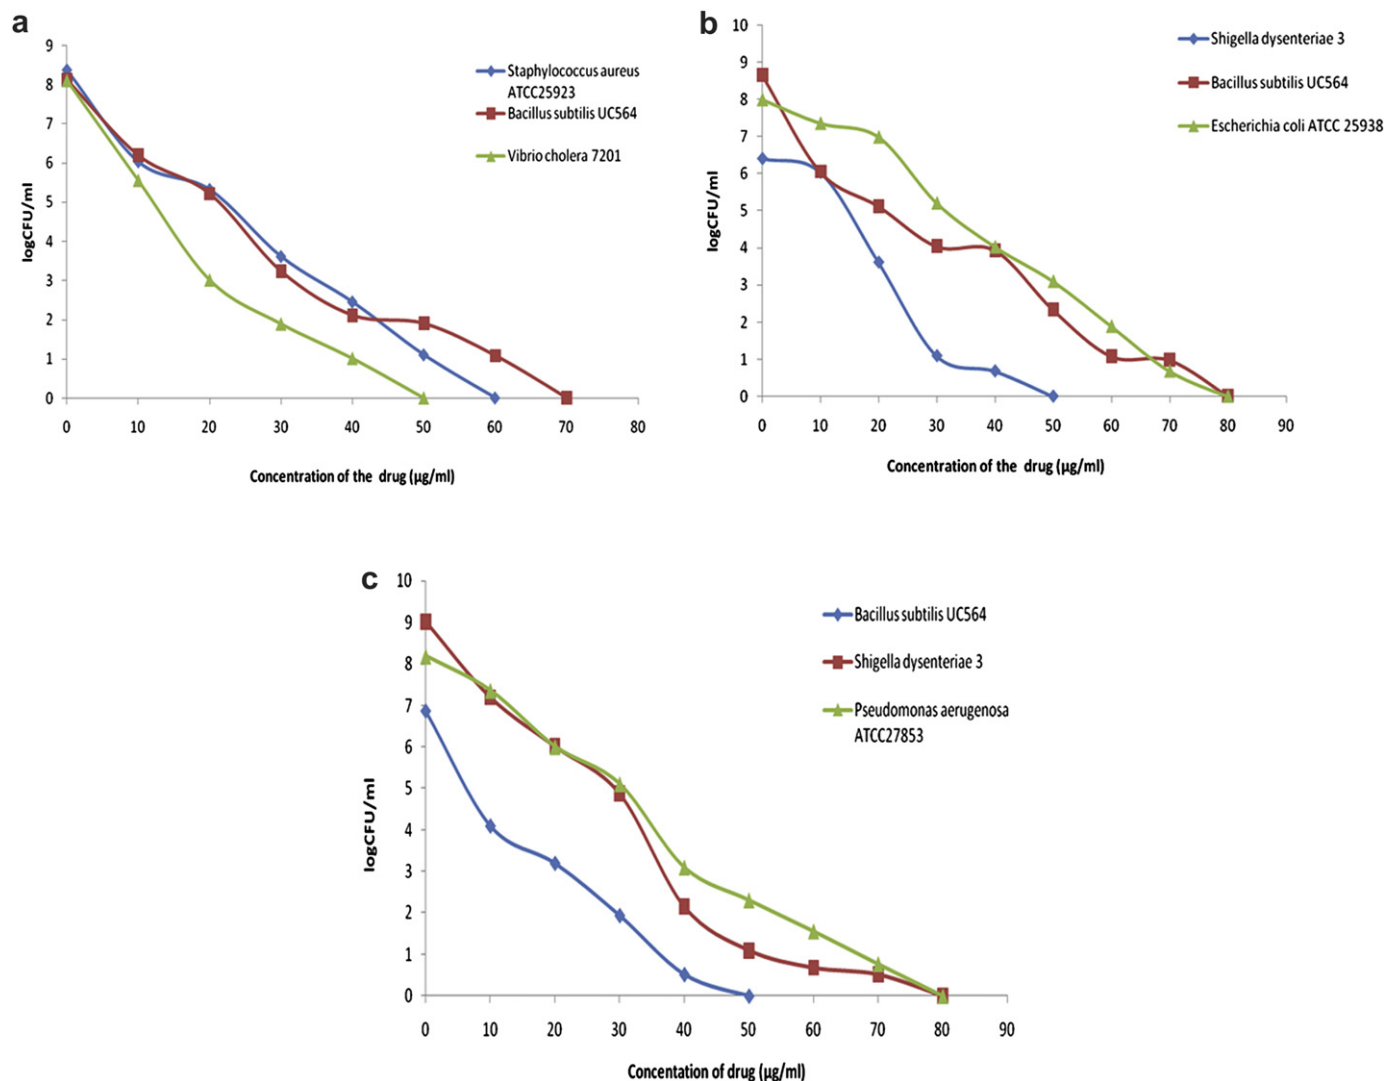 a
9
8
7
6
5
4
3
2
1
0
logCFU/ml
0 10 20 30 40 50 60 70 80
Concentration of the drug (µg/ml)
Staphylococcus aureus
ATCC25923
Bacillus subtilis UC564
Vibrio cholera 7201
b
10
9
8
7
6
5
4
3
2
1
0
logCFU/ml
0 10 20 30 40 50 60 70 80 90
Concentration of the drug (µg/ml)
Shigella dysenteriae 3
Bacillus subtilis UC564
Escherichia coli ATCC 25938
c
10
9
8
7
6
5
4
3
2
1
0
logCFU/ml
0 10 20 30 40 50 60 70 80 90
Concentation of drug (µg/ml)
Bacillus subtilis UC564
Shigella dysenteriae 3
Pseudomonas aerugenosa
ATCC27853